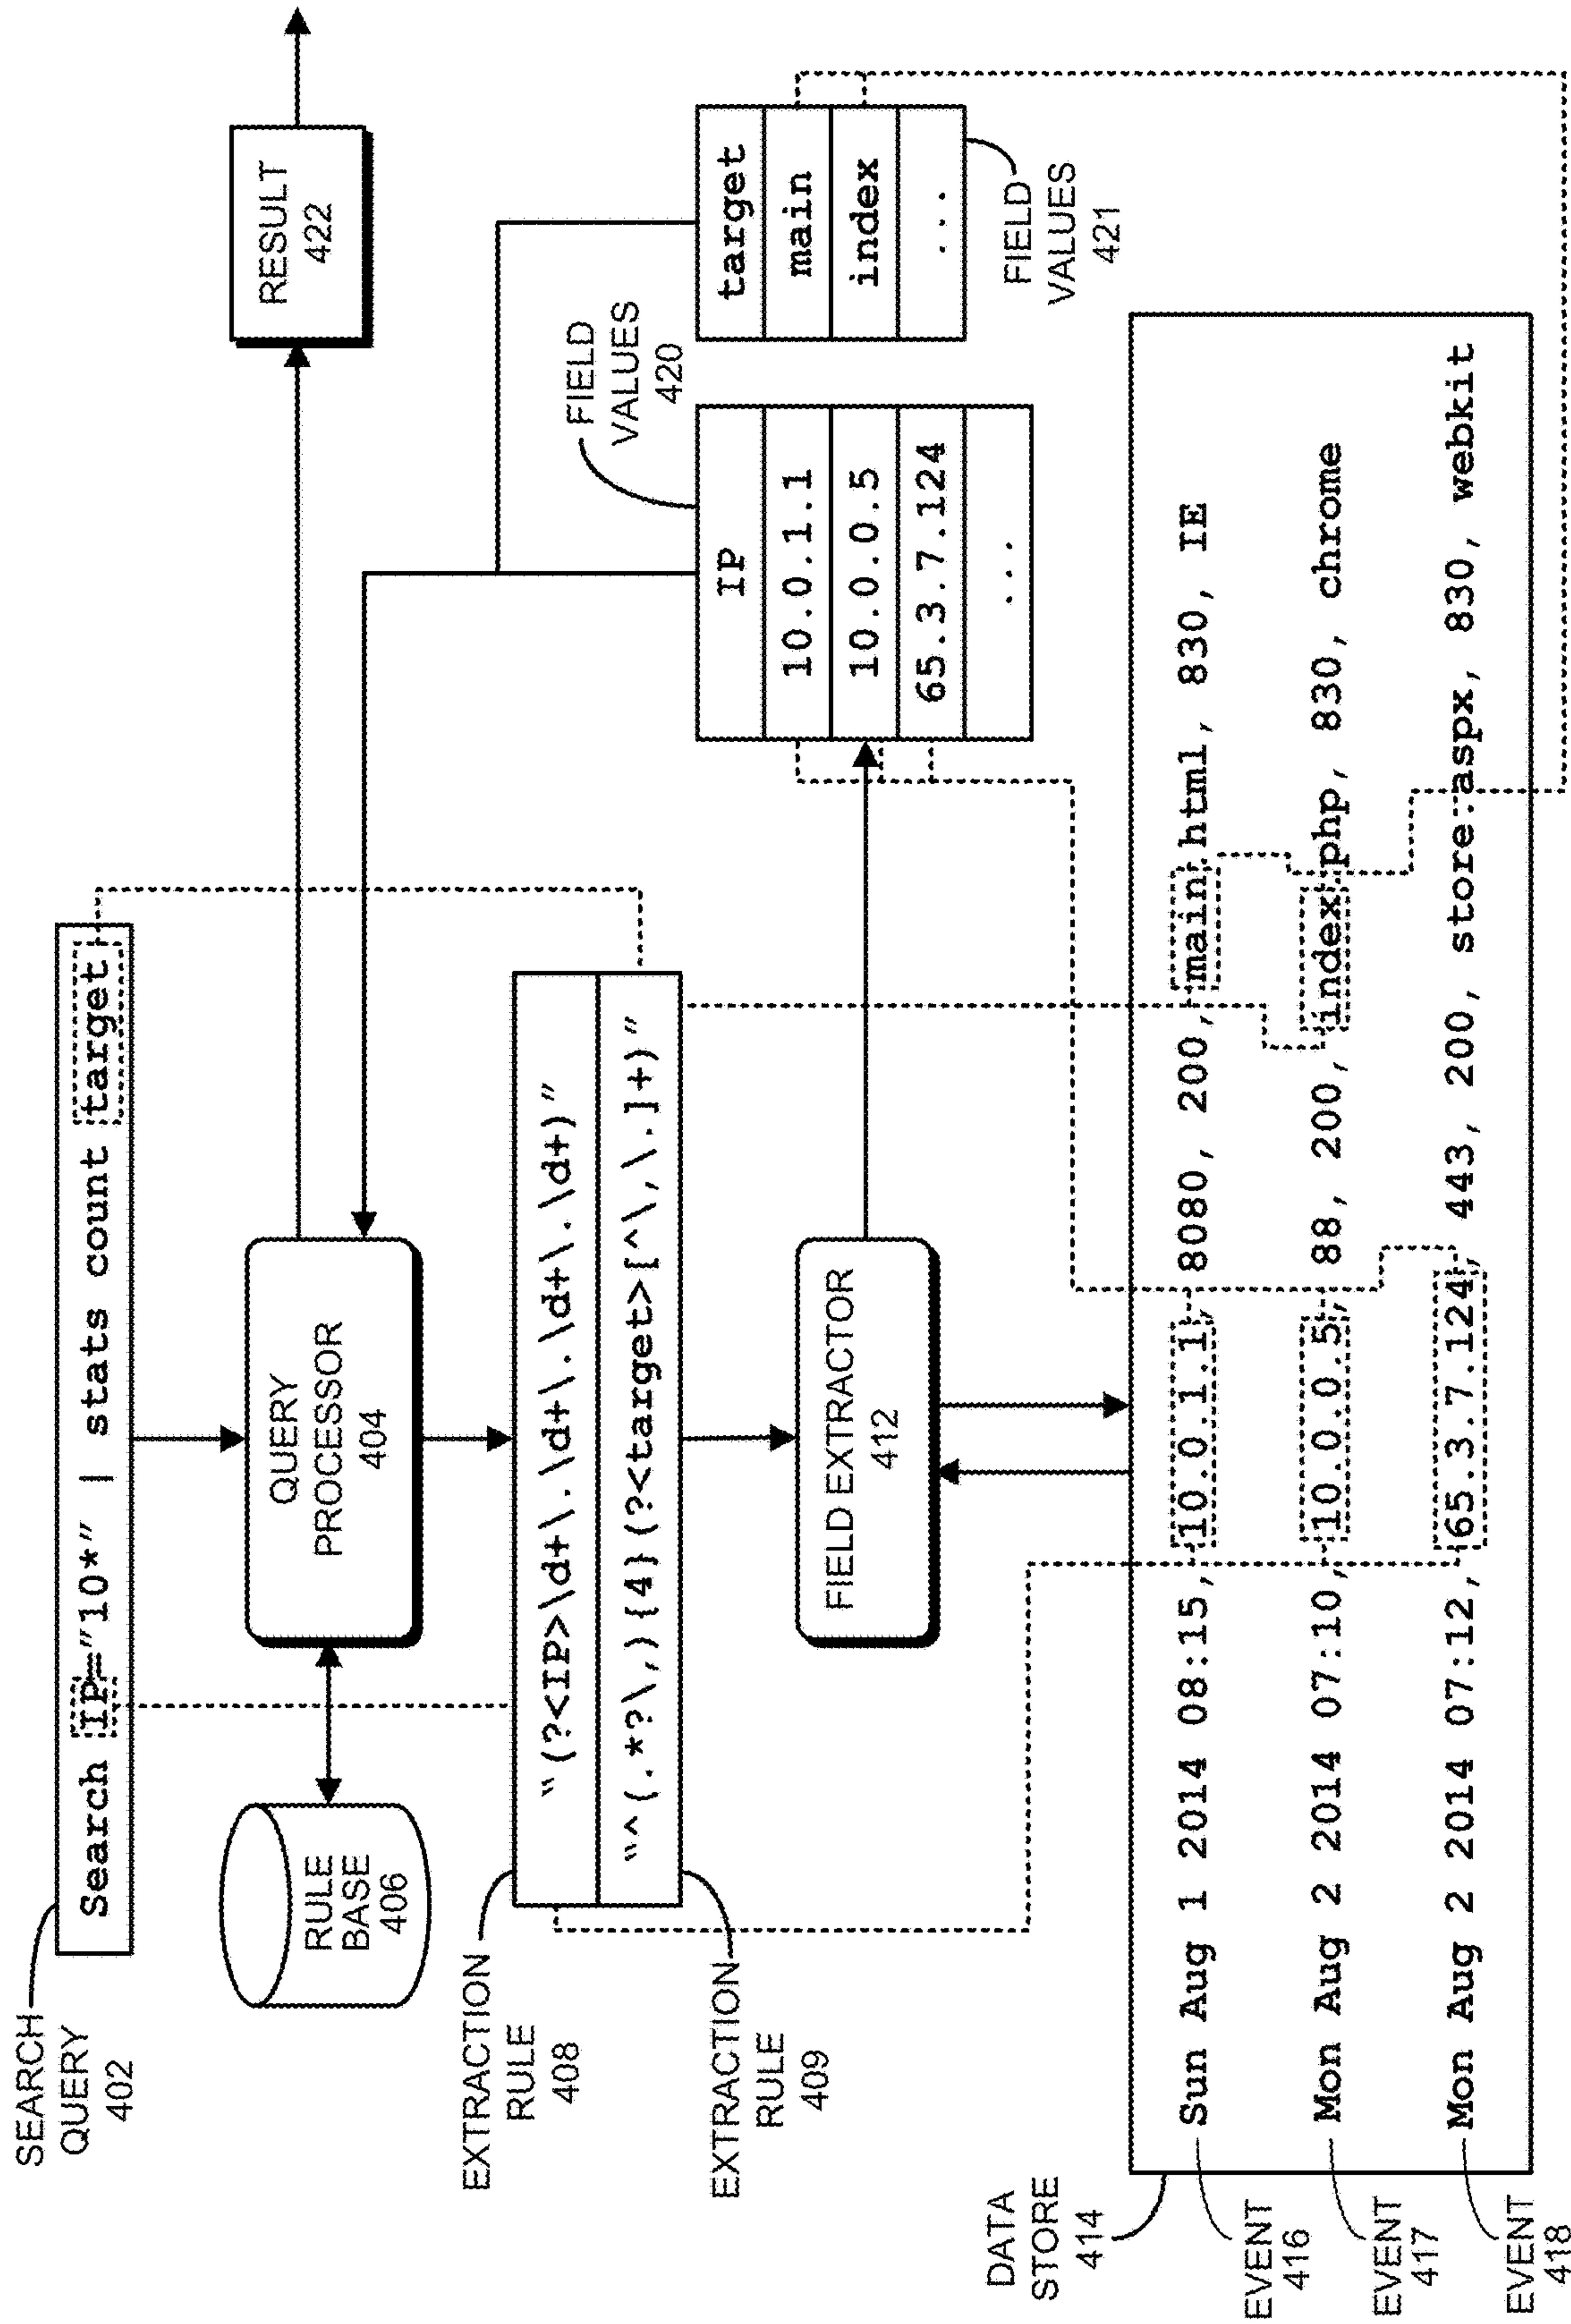 SEARCH
QUERY
402
Search IP="10*" | stats count target
RULE
BASE
406
QUERY
PROCESSOR
404
RESULT
422
EXTRACTION
RULE
408
"(?<IP>\d+\.\d+\.\d+\.\d+)"
"^(.*?\,){4}(?<target>[^\,\.]+)"
EXTRACTION
RULE
409
FIELD
VALUES
420
IP
10.0.1.1
10.0.0.5
65.3.7.124
...
target
main
index
...
FIELD
VALUES
421
FIELD EXTRACTOR
412
DATA
STORE
414
Sun Aug 1 2014 08:15, 10.0.1.1, 8080, 200, main.html, 830, IE
Mon Aug 2 2014 07:10, 10.0.0.5, 88, 200, index.php, 830, chrome
Mon Aug 2 2014 07:12, 65.3.7.124, 443, 200, store.aspx, 830, webkit
EVENT
416
EVENT
417
EVENT
418